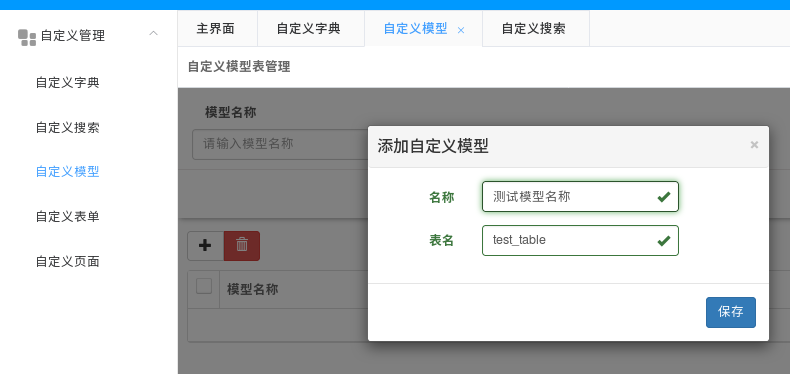 自定义管理
自定义字典
自定义搜索
自定义模型
自定义表单
自定义页面
主界面 自定义字典 自定义模型 × 自定义搜索
自定义模型表管理
模型名称
请输入模型名称
模型名称
添加自定义模型 ×
名称 测试模型名称
表名 test_table
保存